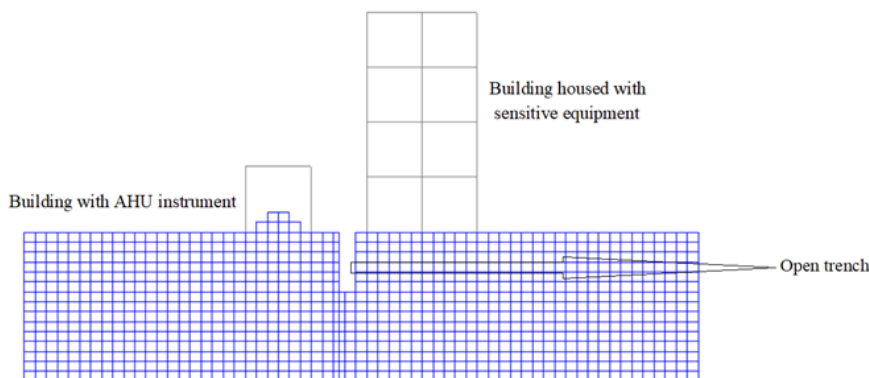 Building housed with
sensitive equipment
Building with AHU instrument
Open trench